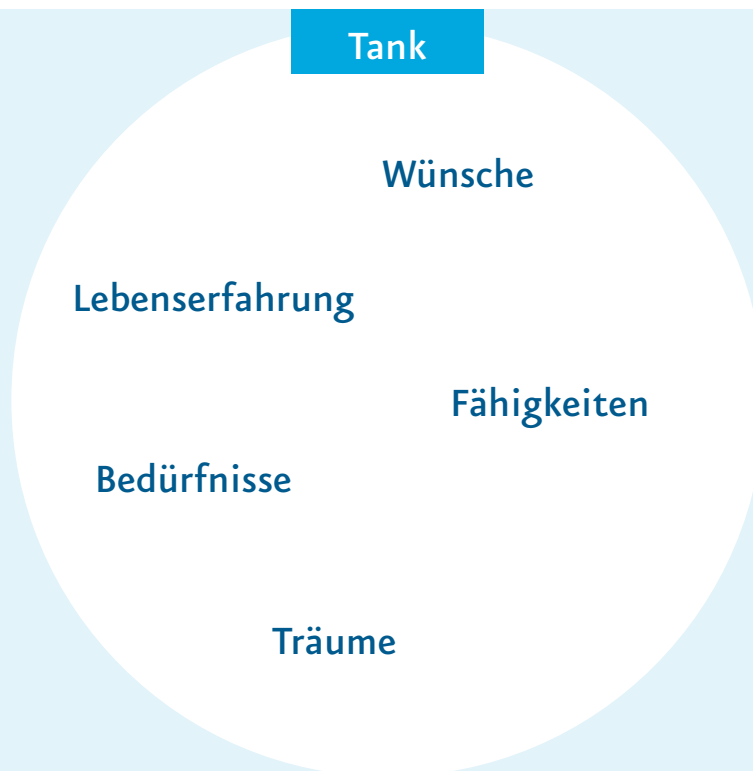 Tank
Wünsche
Lebenserfahrung
Fähigkeiten
Bedürfnisse
Träume